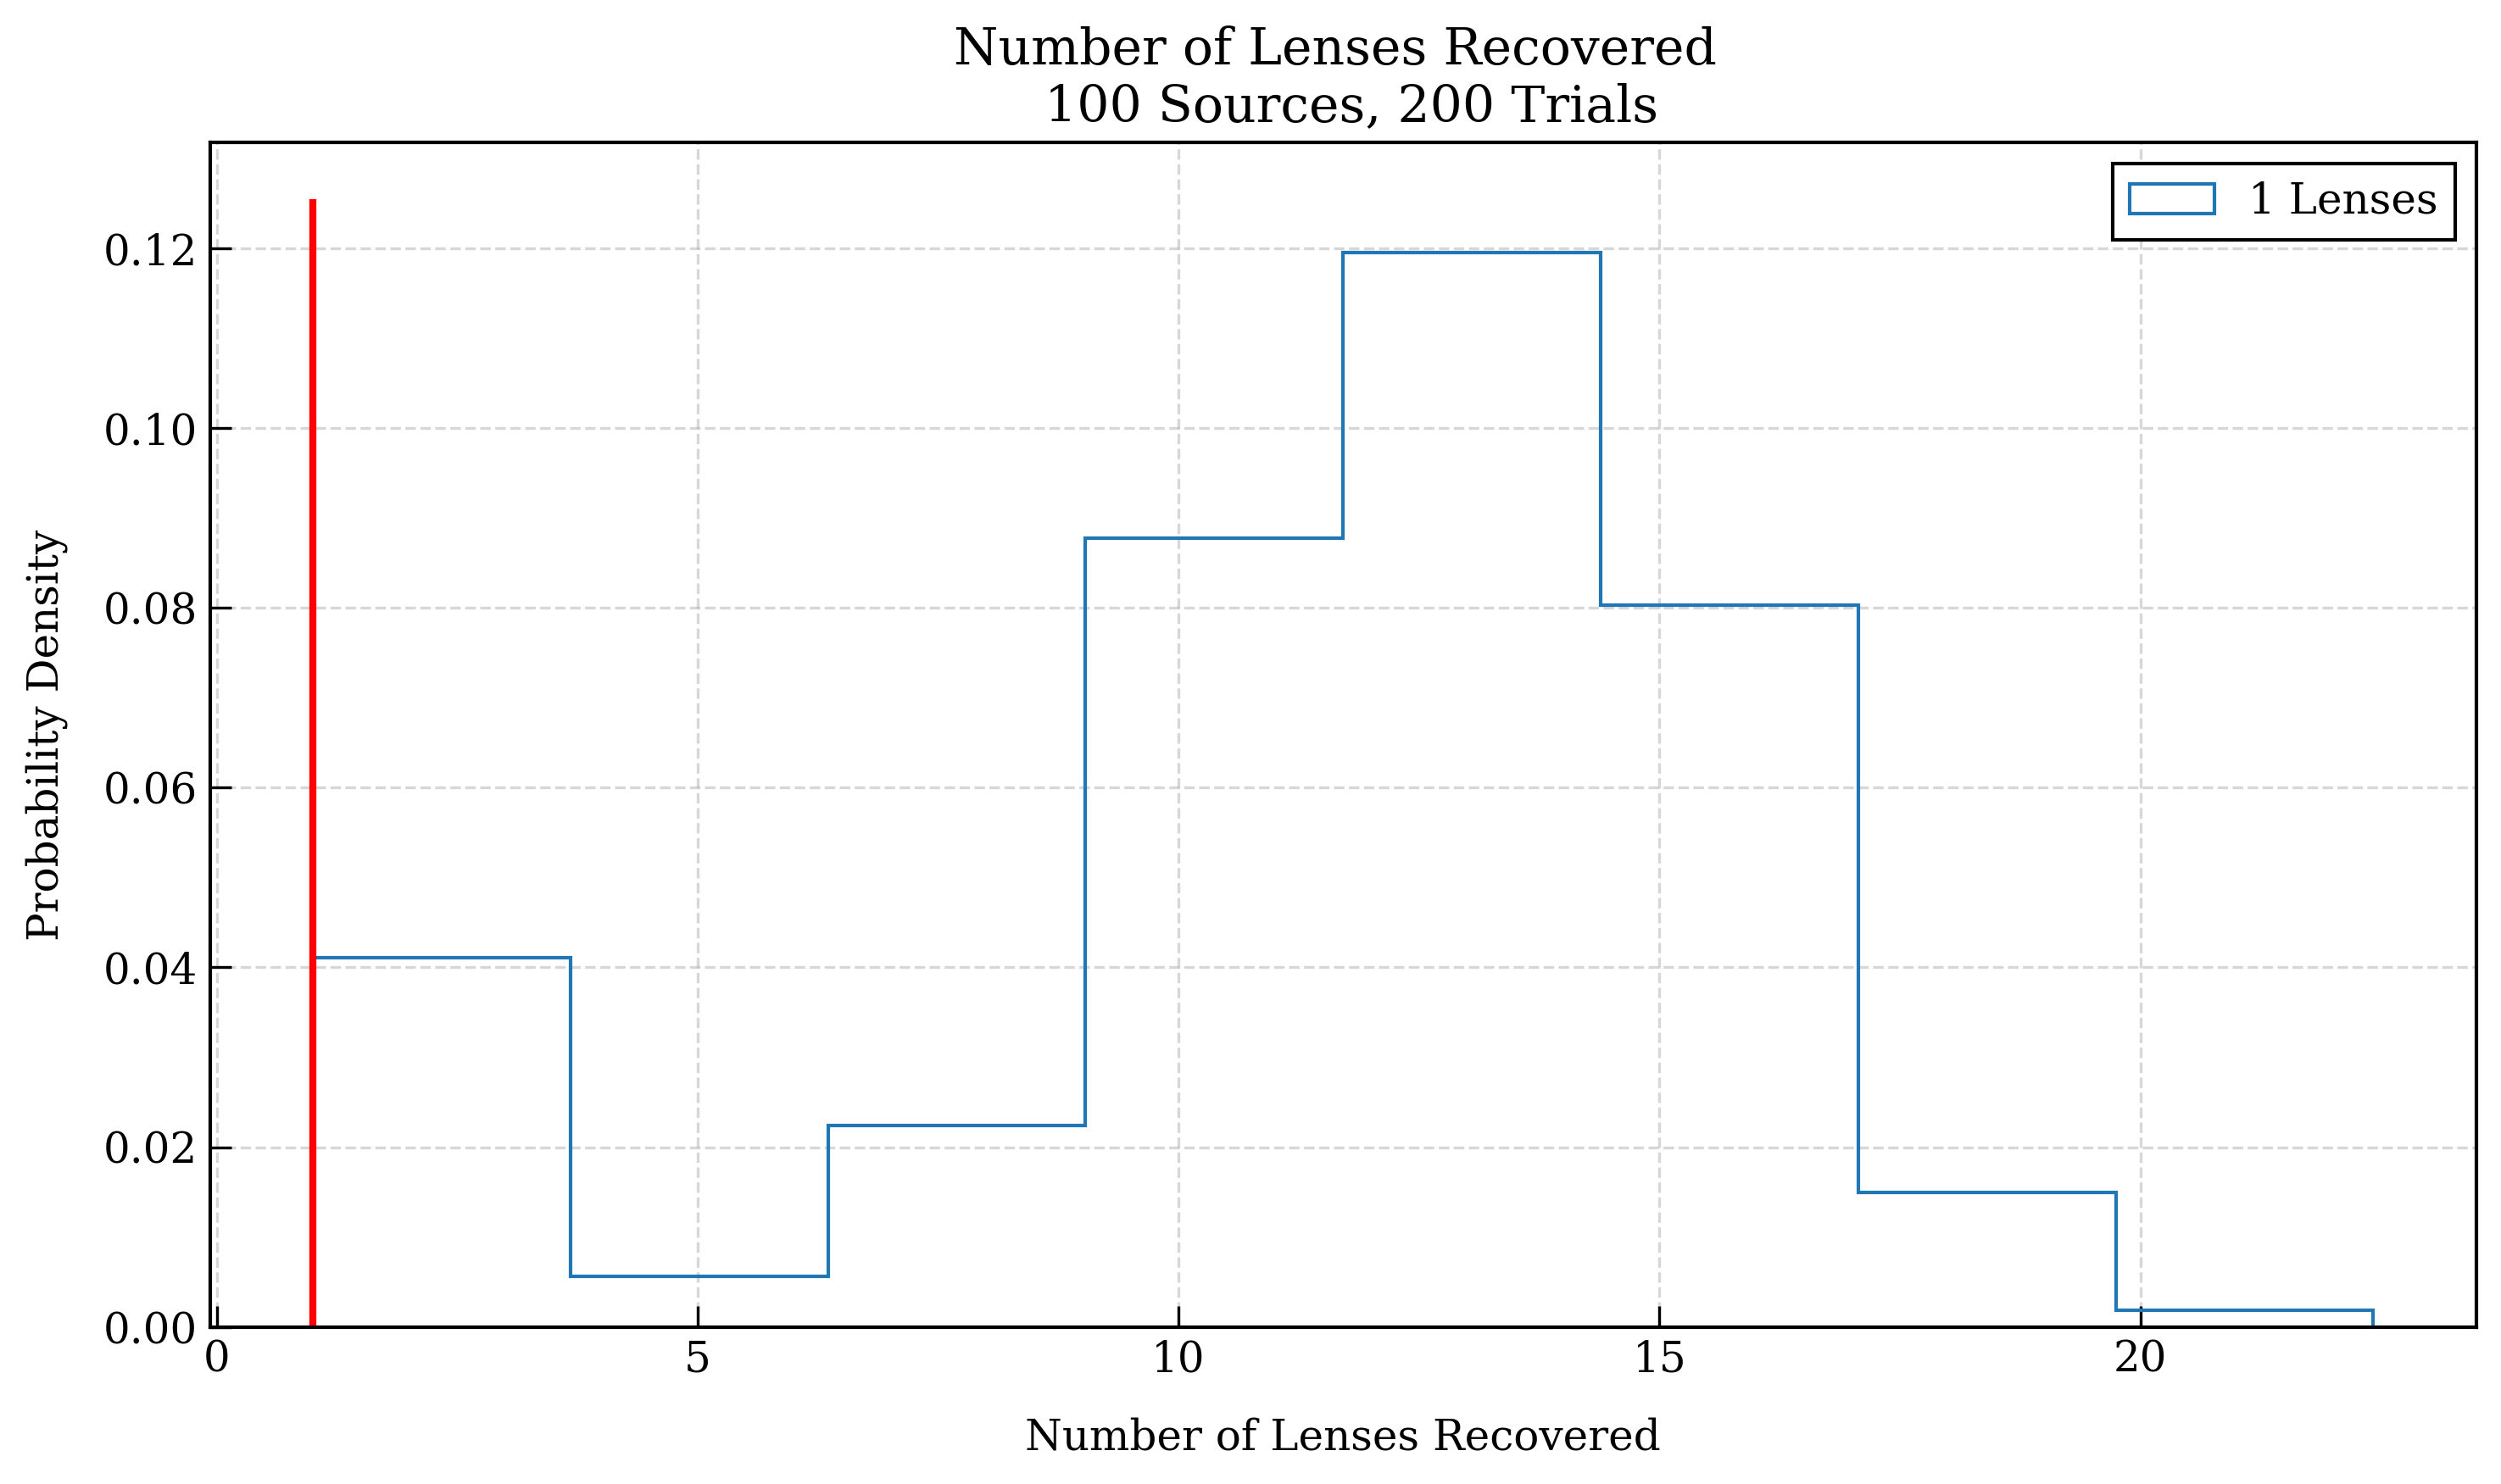 Number of Lenses Recovered
100 Sources, 200 Trials
1 Lenses
0.12
0.10
0.08
0.06
0.04
0.02
0.00
Probability Density
0 5 10 15 20
Number of Lenses Recovered